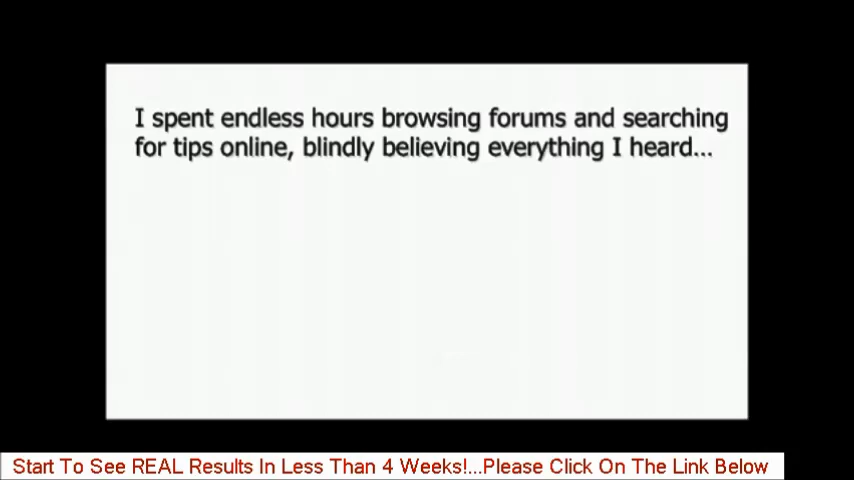 I spent endless hours browsing forums and searching
for tips online, blindly believing everything I heard...
Start To See REAL Results In Less Than 4 Weeks!...Please Click On The Link Below